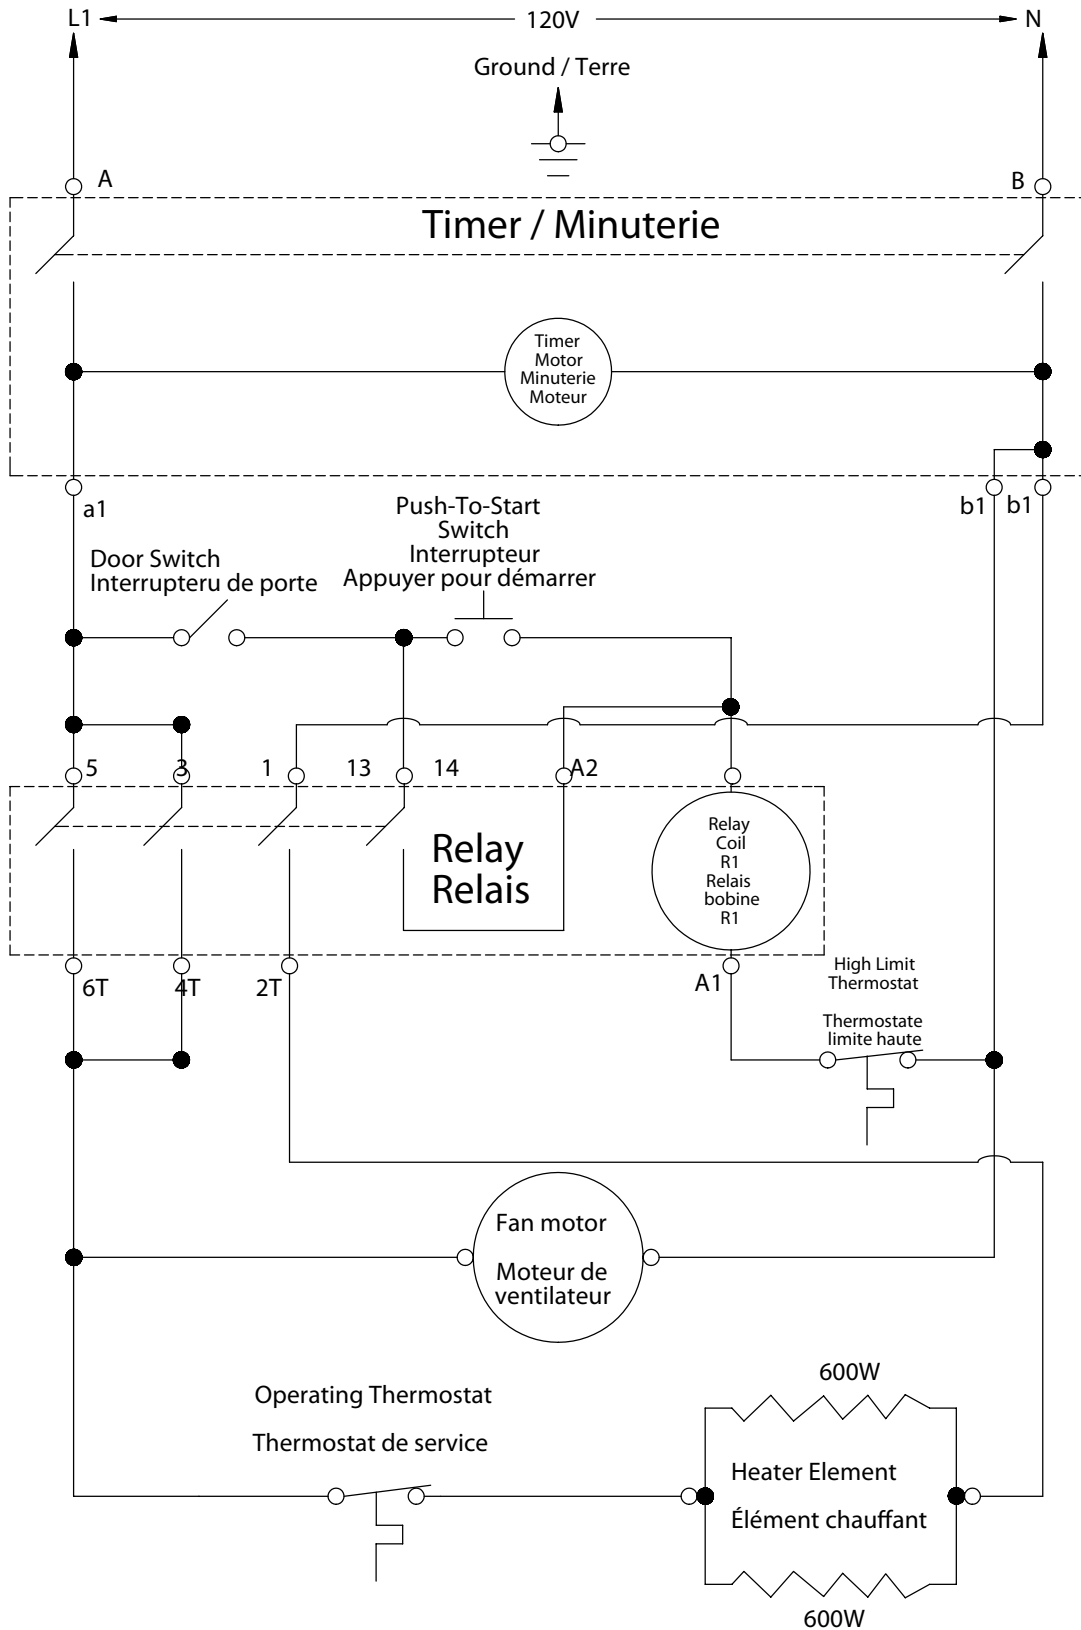 L1
120V
N
Ground / Terre
A
B
Timer / Minuterie
Timer
Motor
Minuterie
Moteur
a1
b1
b1
Push-To-Start
Switch
Interrupteur
Appuyer pour démarrer
Door Switch
Interrupteru de porte
5
3
1
13
14
A2
Relay
Relais
Relay
Coil
R1
Relais
bobine
R1
6T
4T
2T
A1
High Limit
Thermostat
Thermostate
limite haute
Fan motor
Moteur de
ventilateur
600W
Operating Thermostat
Thermostat de service
Heater Element
Élément chauffant
600W